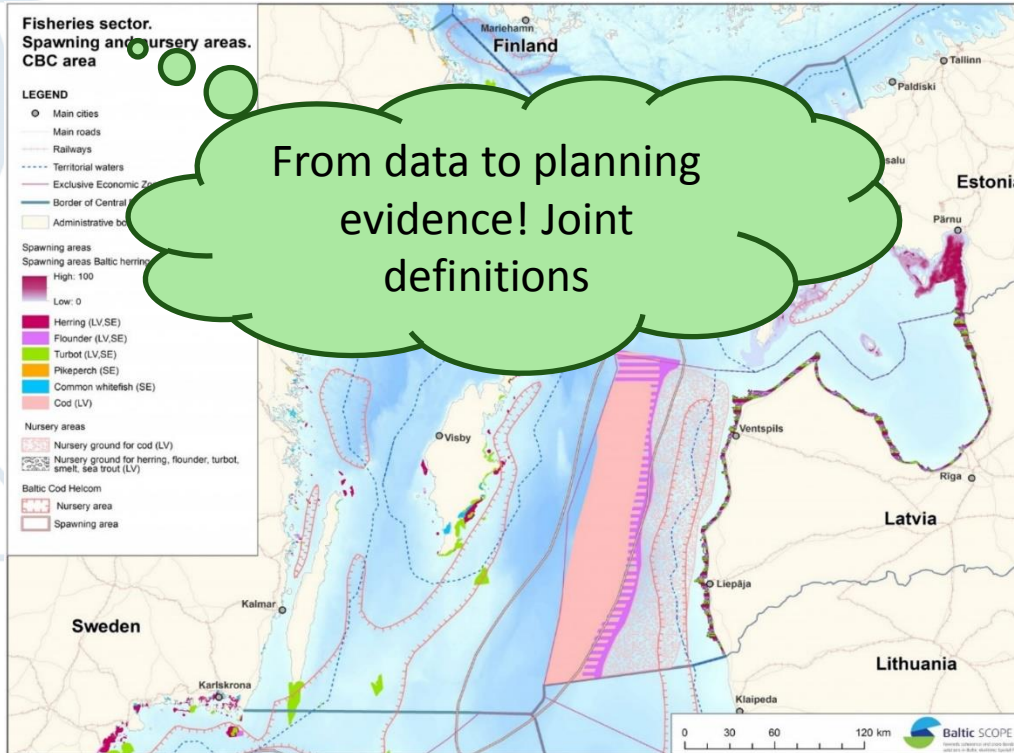 Fisheries sector.
Spawning and nursery areas.
CBC area
LEGEND
Main cities
Main roads
Railways
Territorial waters
Exclusive Economic
Border of Central
Administrative
Spawning areas
Spawning areas Baltic herring
High: 100
Low: 0
Herring (LV,SE)
Flounder (LV,SE)
Turbot (LV,SE)
Pikeperch (SE)
Common whitefish (SE)
Cod (LV)
Nursery areas
Nursery ground for cod (LV)
Nursery ground for herring, flounder, turbot,
smelt, sea trout (LV)
Baltic Cod Helcom
Nursery area
Spawning area
From data to planning
evidence! Joint
definitions
Mariehamn
Finland
Tallinn
Paldiski
salu
Estonia
Pärnu
Visby
Ventspils
Rīga
Latvia
Liepāja
Kalmar
Sweden
Lithuania
Karlskrona
Klaipeda
0 30 60 120 km
Baltic SCOPE